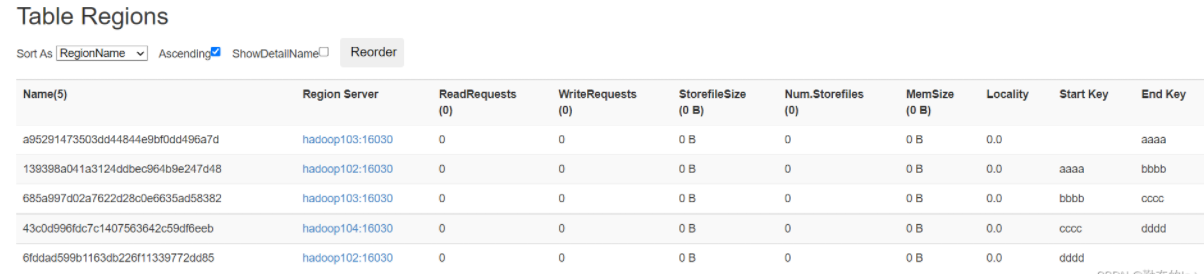 Table Regions
Sort As RegionName Ascending ShowDetailName Reorder
Name(5) Region Server ReadRequests (0) WriteRequests (0) StorefileSize (0 B) Num.Storefiles (0) MemSize (0 B) Locality Start Key End Key
a95291473503dd44844e9bf0dd496a7d hadoop103:16030 0 0 0 B 0 0 B 0.0 aaaa
139398a041a3124ddbec964b9e247d48 hadoop102:16030 0 0 0 B 0 0 B 0.0 aaaa bbbb
685a997d02a7622d28c0e6635ad58382 hadoop103:16030 0 0 0 B 0 0 B 0.0 bbbb cccc
43c0d996fdc7c1407563642c59df6eeb hadoop104:16030 0 0 0 B 0 0 B 0.0 cccc dddd
6fddad599b1163db226f11339772dd85 hadoop102:16030 0 0 0 B 0 0 B 0.0 dddd